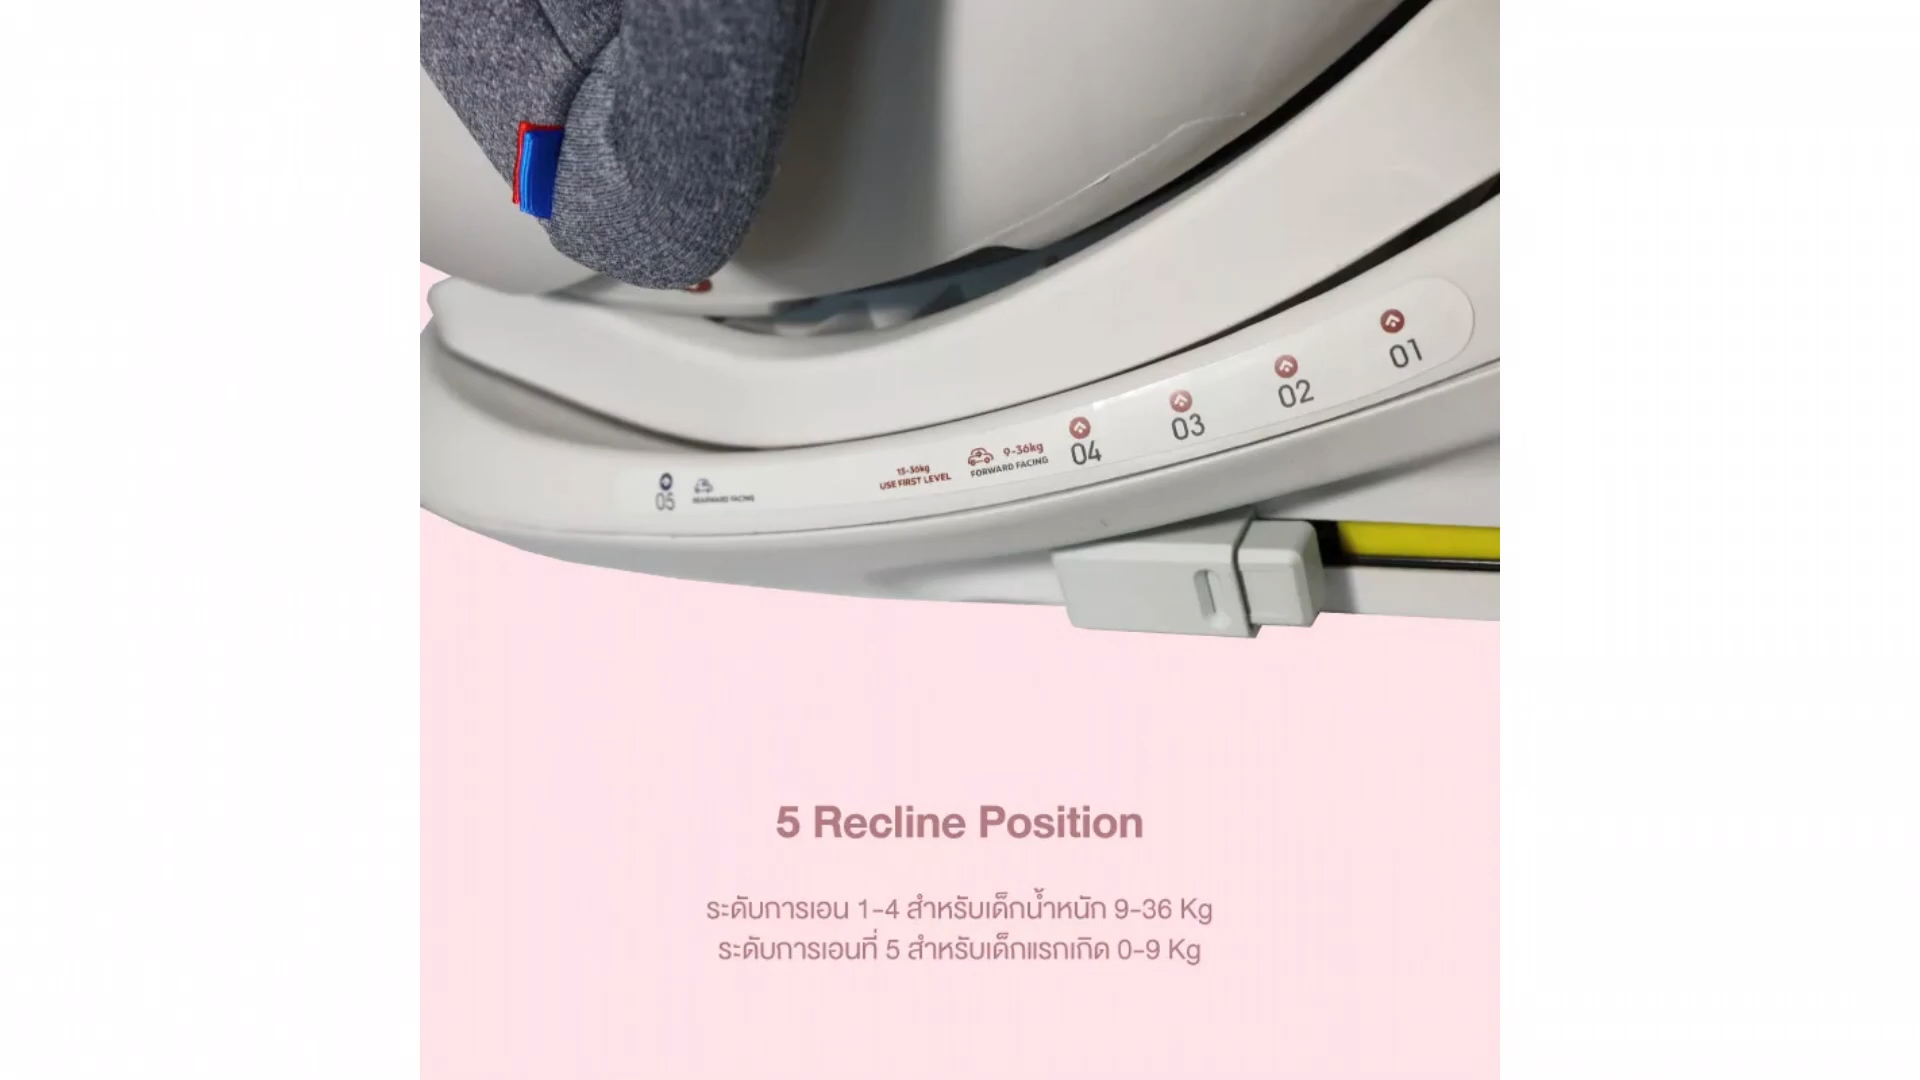 01
02
03
04
9-36kg
FORWARD FACING
15-36kg
USE FIRST LEVEL
05
REARWARD FACING
5 Recline Position
ระดับการเอน 1-4 สำหรับเด็กน้ำหนัก 9-36 Kg
ระดับการเอนที่ 5 สำหรับเด็กแรกเกิด 0-9 Kg